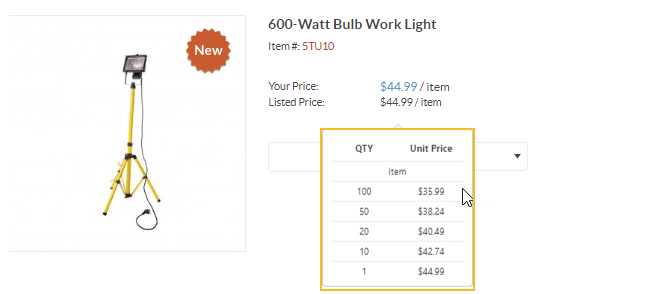 600-Watt Bulb Work Light
New
Item #: 5TU10
Your Price: $44.99 / item
Listed Price: $44.99 / item
QTY Unit Price
item
100 $35.99
50 $38.24
20 $40.49
10 $42.74
1 $44.99